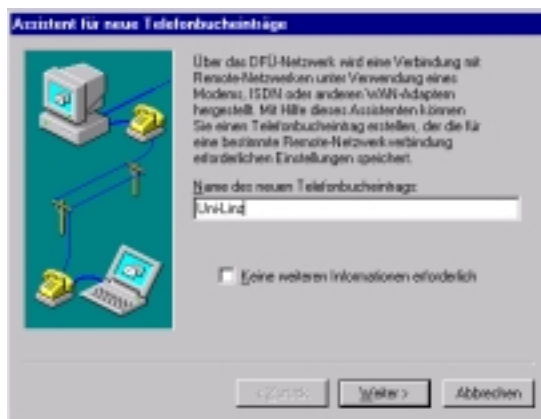 Assistent für neue Telefonbucheinträge
Über das DFÜ-Netzwerk wird eine Verbindung mit
Remote-Netzwerken unter Verwendung eines
Modems, ISDN oder anderen WAN-Adaptern
hergestellt. Mit Hilfe dieses Assistenten können
Sie einen Telefonbucheintrag erstellen, der die für
eine bestimmte Remote-Netzwerkverbindung
erforderlichen Einstellungen speichert.
Name des neuen Telefonbucheintrags:
Uni-Linz
Keine weiteren Informationen erforderlich
< Zurück
Weiter >
Abbrechen